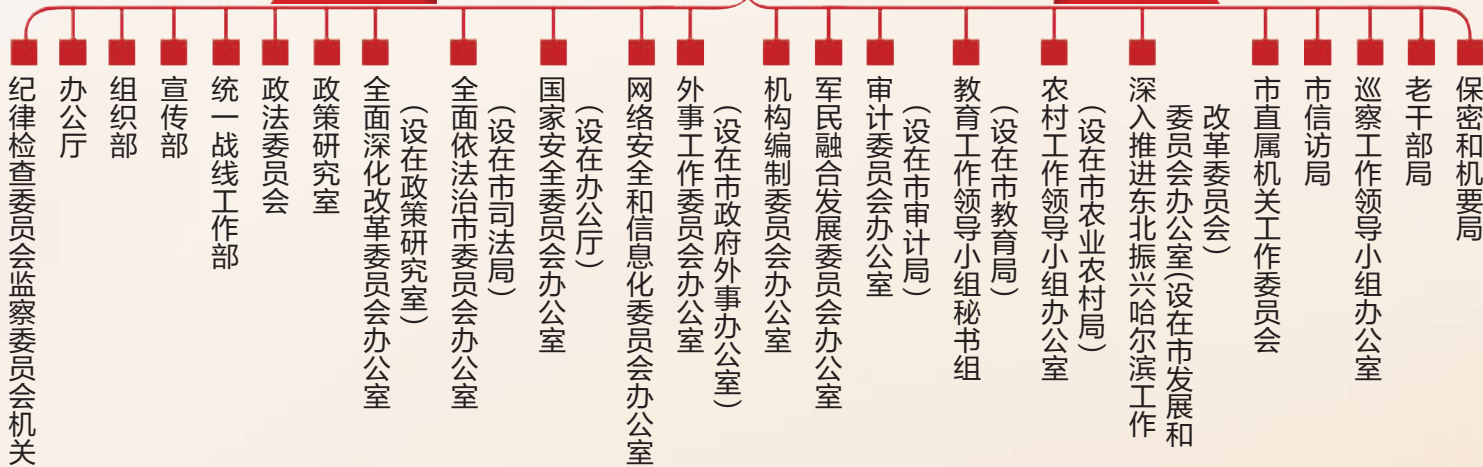 纪律检查委员会监察委员会机关
办公厅
组织部
宣传部
统一战线工作部
政法委员会
政策研究室
全面深化改革委员会办公室
（设在政策研究室）
全面依法治市委员会办公室
（设在市司法局）
国家安全委员会办公室
（设在办公厅）
网络安全和信息化委员会办公室
外事工作委员会办公室
（设在市政府外事办公室）
机构编制委员会办公室
军民融合发展委员会办公室
审计委员会办公室
（设在市审计局）
教育工作领导小组秘书组
（设在市教育局）
农村工作领导小组办公室
（设在市农业农村局）
深入推进东北振兴哈尔滨工作
委员会办公室（设在市发展和
改革委员会）
市直属机关工作委员会
市信访局
巡察工作领导小组办公室
老干部局
保密和机要局